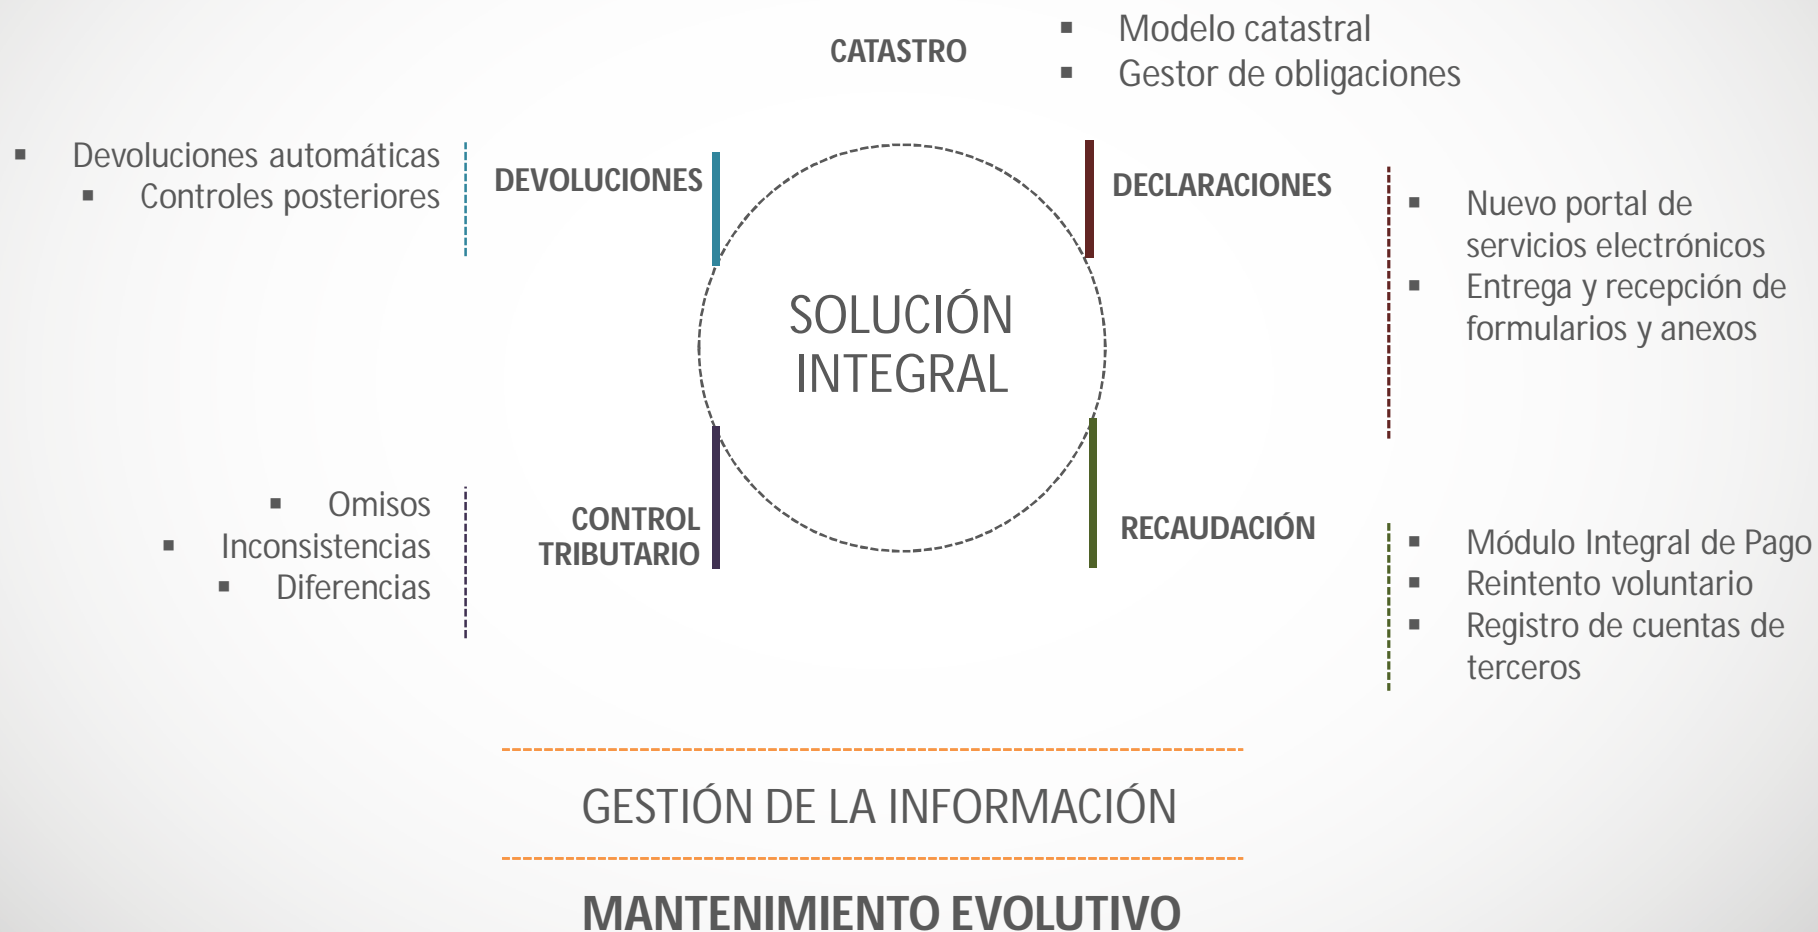 CATASTRO
▪ Modelo catastral
▪ Gestor de obligaciones
▪ Devoluciones automáticas
▪ Controles posteriores
DEVOLUCIONES
DECLARACIONES
▪ Nuevo portal de
servicios electrónicos
▪ Entrega y recepción de
formularios y anexos
SOLUCIÓN
INTEGRAL
▪ Omisos
▪ Inconsistencias
▪ Diferencias
CONTROL
TRIBUTARIO
RECAUDACIÓN
▪ Módulo Integral de Pago
▪ Reintento voluntario
▪ Registro de cuentas de
terceros
GESTIÓN DE LA INFORMACIÓN
MANTENIMIENTO EVOLUTIVO